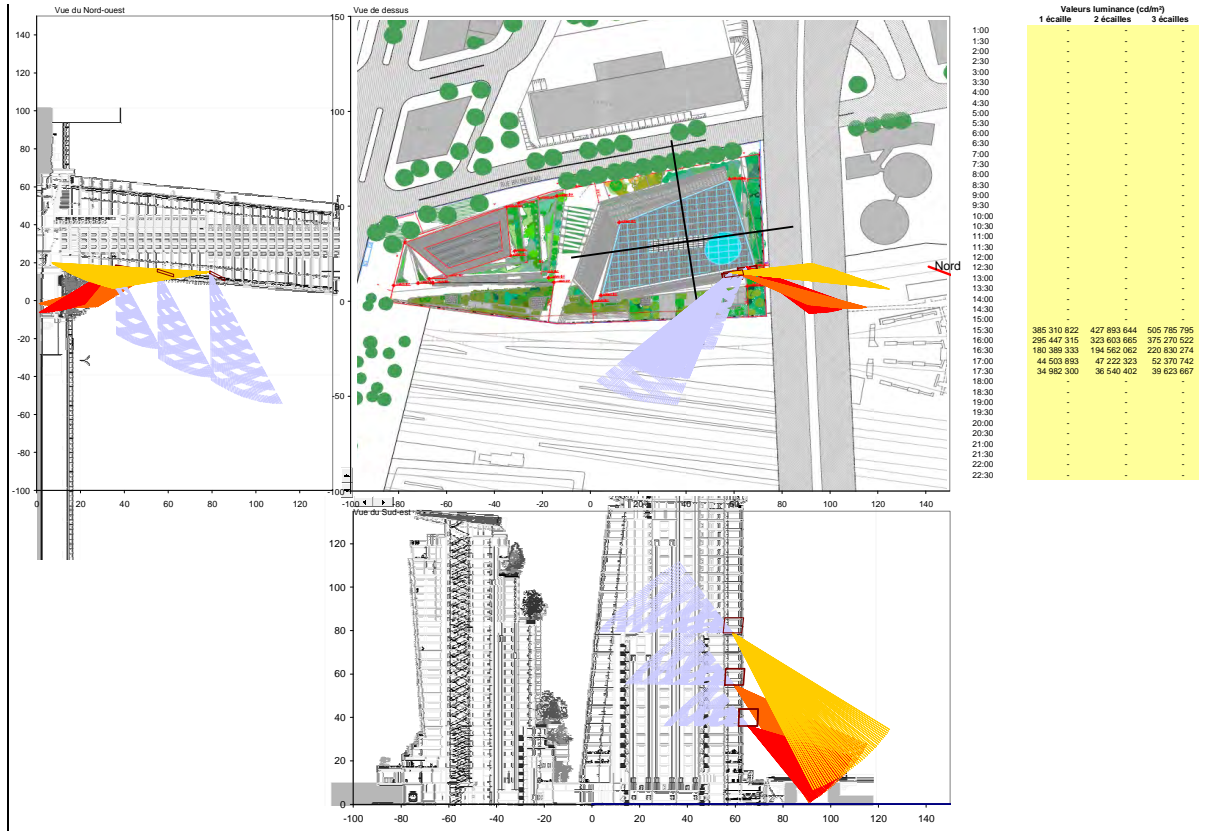 Vue du Nord-ouest
140
120
100
80
60
40
20
0
-20
-40
-60
-80
-100
0
20
40
60
80
100
120
Vue de dessus
150
100
50
0
-50
-100
-100
-80
-60
-40
-20
0
20
40
60
80
100
120
140
RUE BRUNESEAU
Nord
Vue du Sud-est
120
100
80
60
40
20
0
-100
-80
-60
-40
-20
0
20
40
60
80
100
120
140
Valeurs luminance (cd/m²)
1 écaille 2 écailles 3 écailles
1:00 - - -
1:30 - - -
2:00 - - -
2:30 - - -
3:00 - - -
3:30 - - -
4:00 - - -
4:30 - - -
5:00 - - -
5:30 - - -
6:00 - - -
6:30 - - -
7:00 - - -
7:30 - - -
8:00 - - -
8:30 - - -
9:00 - - -
9:30 - - -
10:00 - - -
10:30 - - -
11:00 - - -
11:30 - - -
12:00 - - -
12:30 - - -
13:00 - - -
13:30 - - -
14:00 - - -
14:30 - - -
15:00 - - -
15:30 385 310 822 427 893 644 505 785 795
16:00 295 447 315 323 603 665 375 270 522
16:30 180 389 333 194 562 062 220 830 274
17:00 44 503 893 47 222 323 52 370 742
17:30 34 982 300 36 540 402 39 623 667
18:00 - - -
18:30 - - -
19:00 - - -
19:30 - - -
20:00 - - -
20:30 - - -
21:00 - - -
21:30 - - -
22:00 - - -
22:30 - - -